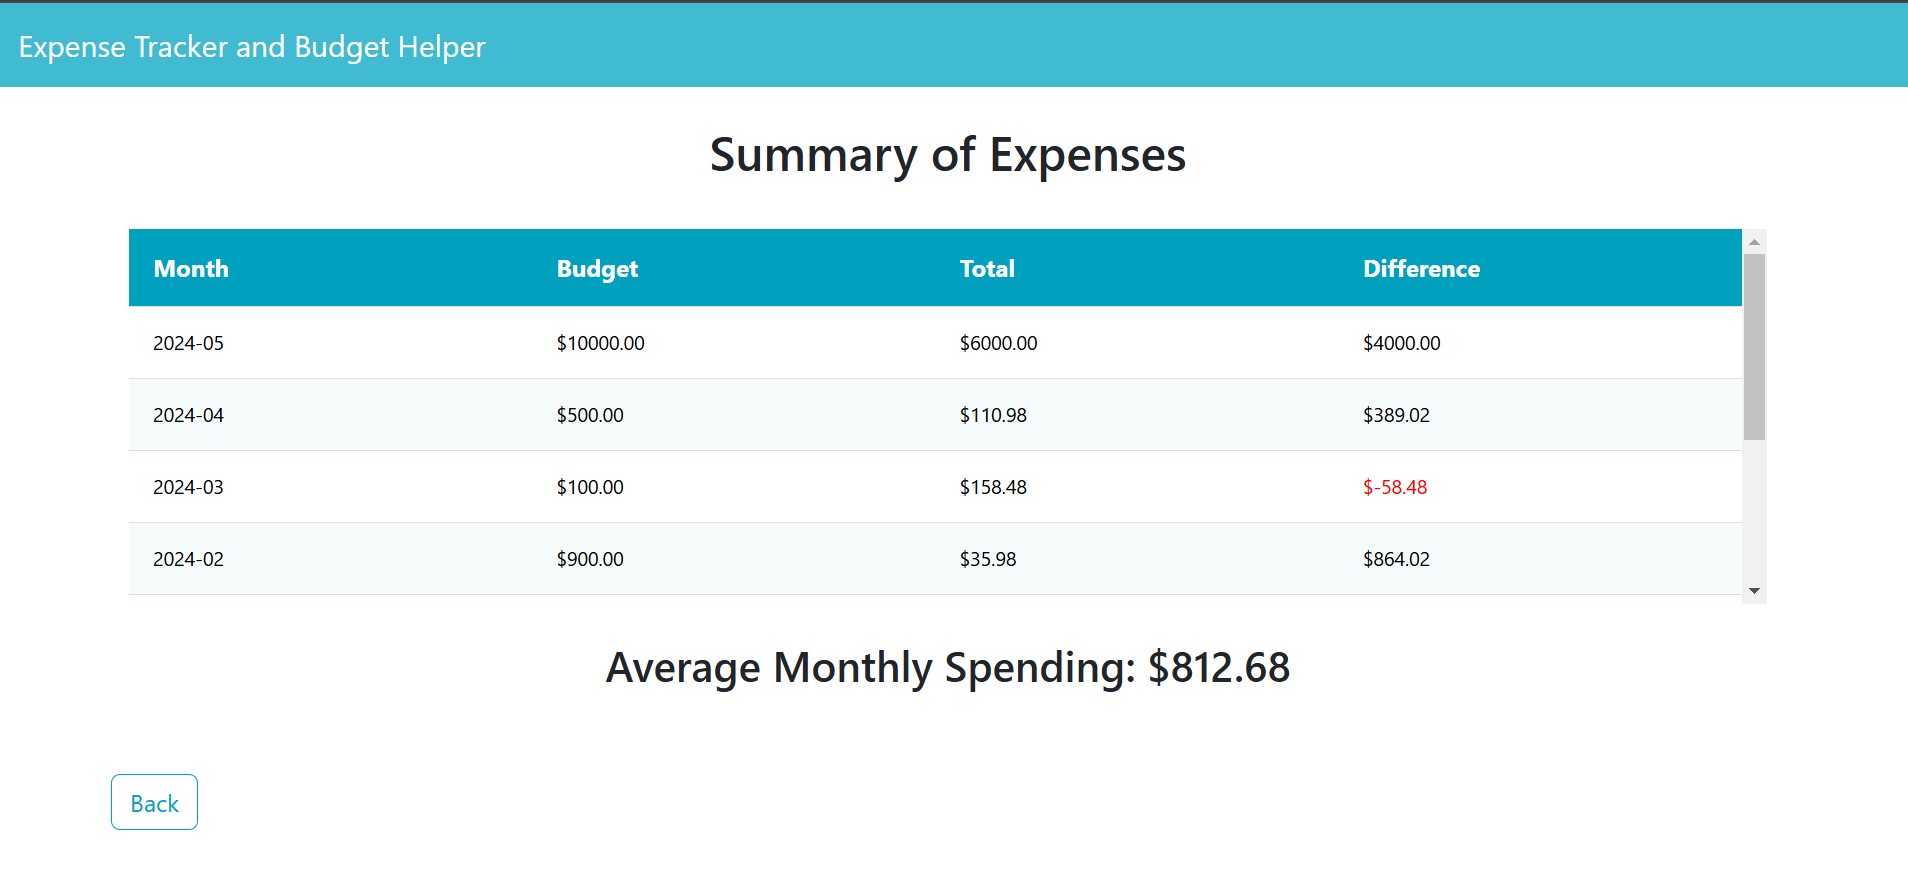 Expense Tracker and Budget Helper
Summary of Expenses
Month Budget Total Difference
2024-05 $10000.00 $6000.00 $4000.00
2024-04 $500.00 $110.98 $389.02
2024-03 $100.00 $158.48 $-58.48
2024-02 $900.00 $35.98 $864.02
Average Monthly Spending: $812.68
Back